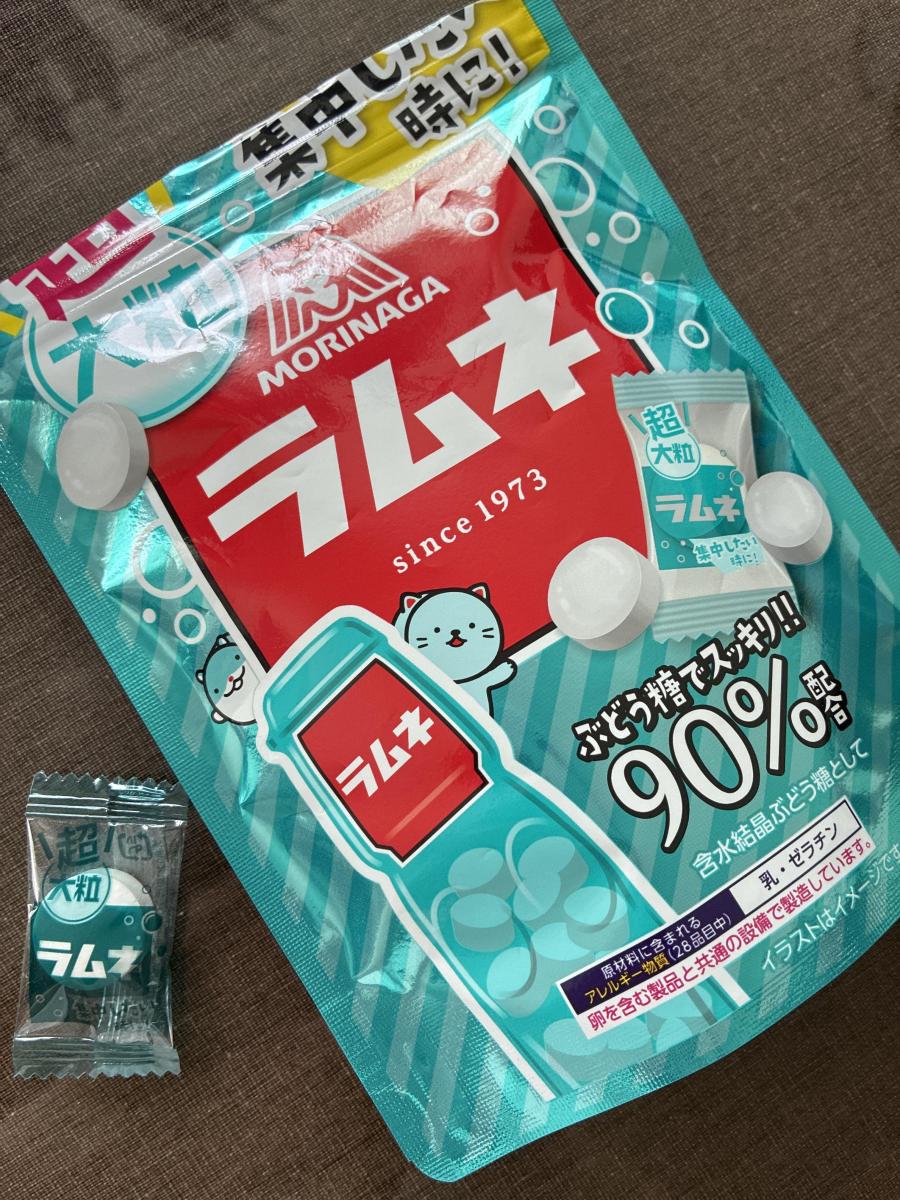 集中したい
時に!
超
大粒
MORINAGA
ラムネ
since 1973
超
大粒
ラムネ
集中したい
時に!
ぶどう糖でスッキリ!!
90%配合
含水結晶ぶどう糖として
ラムネ
原材料に含まれる
アレルギー物質(28品目中)
乳・ゼラチン
卵を含む製品と共通の設備で製造しています。
イラストはイメージです
超
大粒
ラムネ